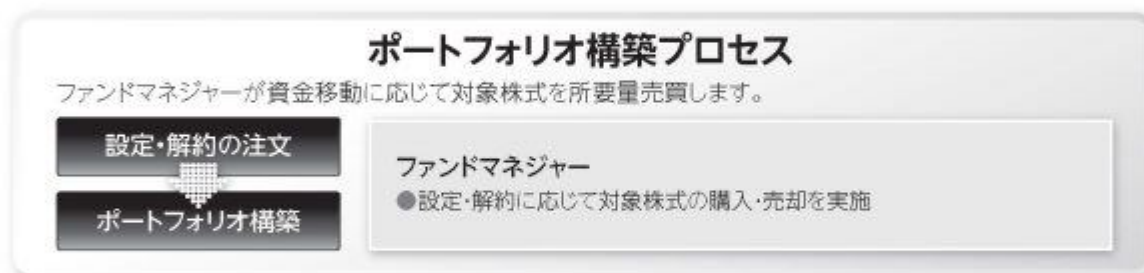 ポートフォリオ構築プロセス
ファンドマネジャーが資金移動に応じて対象株式を所要量売買します。
設定・解約の注文
ポートフォリオ構築
ファンドマネジャー
●設定・解約に応じて対象株式の購入・売却を実施